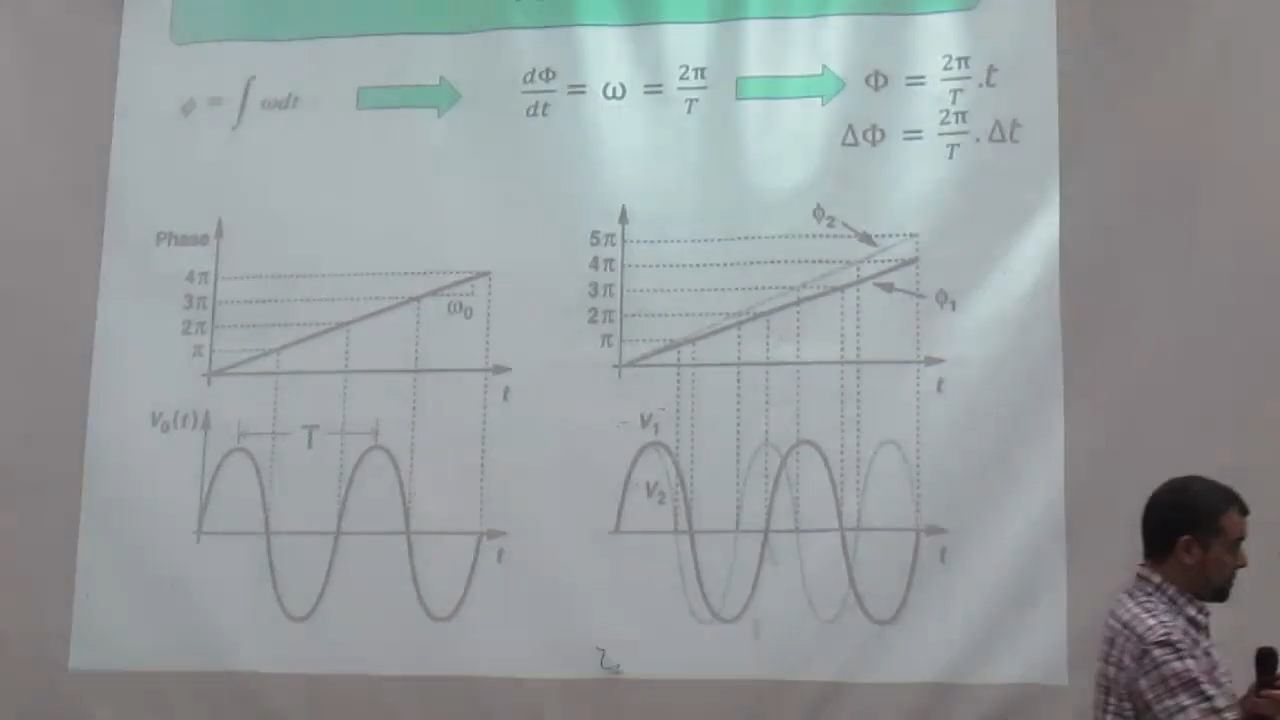 ϕ = ∫ ωdt
dΦ/dt = ω = 2π/T
Φ = 2π/T .t
ΔΦ = 2π/T . Δt
Phase
4π
3π
2π
π
ω₀
t
V₀(t)
T
t
5π
4π
3π
2π
π
ϕ₂
ϕ₁
t
V₁
V₂
t